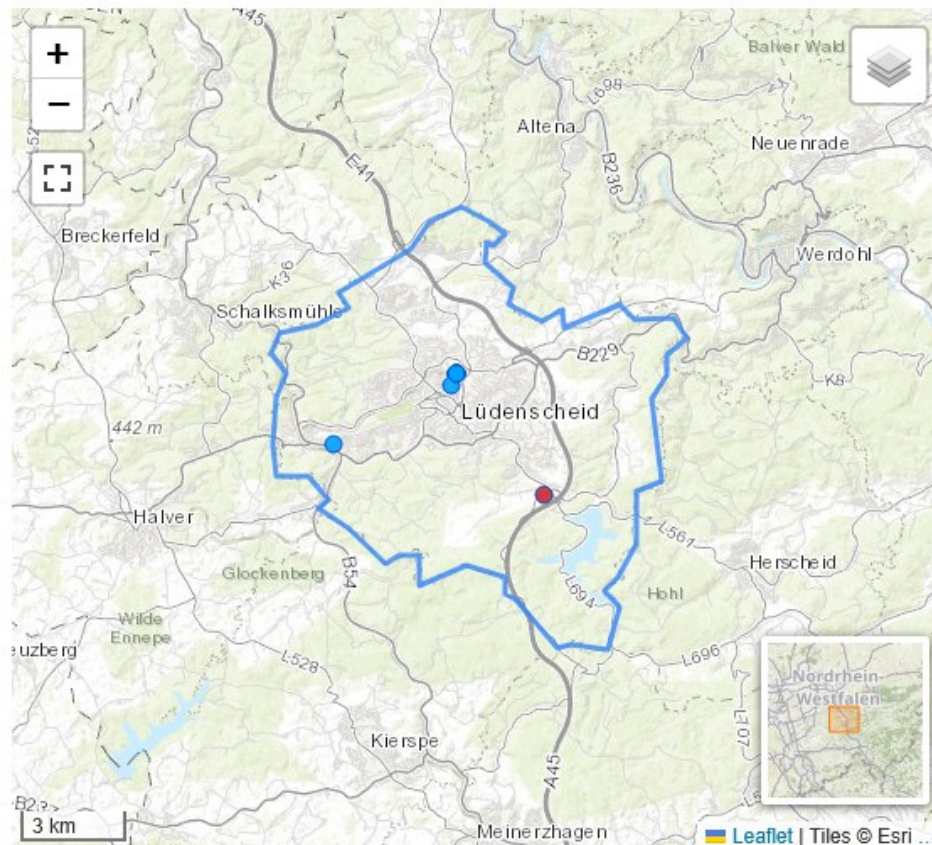 A45
+
−
Balver Wald
L698
Altena
Neuenrade
E41
B236
Breckerfeld
Werdohl
K36
Schalksmühle
B229
K8
Lüdenscheid
442 m
Halver
L561
Herscheid
Glockenberg
B54
L694
Hohl
Wilde
Ennepe
euzberg
L528
L696
Nordrhein-
Westfalen
L707
Kierspe
A45
3 km
Meinerzhagen
Leaflet | Tiles © Esri ...